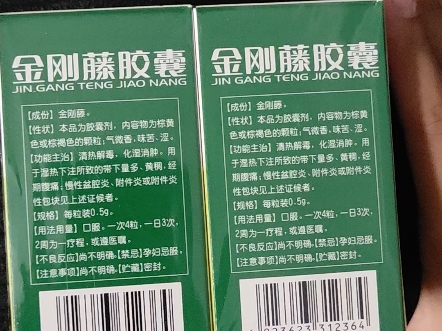 金刚藤胶囊
JIN GANG TENG JIAO NANG
【成份】金刚藤。
【性状】本品为胶囊剂，内容物为棕黄
色或棕褐色的颗粒；气微香，味苦、涩。
【功能主治】清热解毒，化湿消肿。用
于湿热下注所致的带下量多、黄稠，经
期腹痛；慢性盆腔炎、附件炎或附件炎
性包块见上述证候者。
【规格】每粒装0.5g。
【用法用量】口服。一次4粒，一日3次，
2周为一疗程，或遵医嘱。
【不良反应】尚不明确。【禁忌】孕妇忌服。
【注意事项】尚不明确。【贮藏】密封。
金刚藤胶囊
JIN GANG TENG JIAO NANG
【成份】金刚藤。
【性状】本品为胶囊剂，内容物为棕黄
色或棕褐色的颗粒；气微香，味苦、涩。
【功能主治】清热解毒，化湿消肿。用
于湿热下注所致的带下量多、黄稠，经
期腹痛；慢性盆腔炎、附件炎或附件炎
性包块见上述证候者。
【规格】每粒装0.5g。
【用法用量】口服。一次4粒，一日3次，
2周为一疗程，或遵医嘱。
【不良反应】尚不明确。【禁忌】孕妇忌服。
【注意事项】尚不明确。【贮藏】密封。